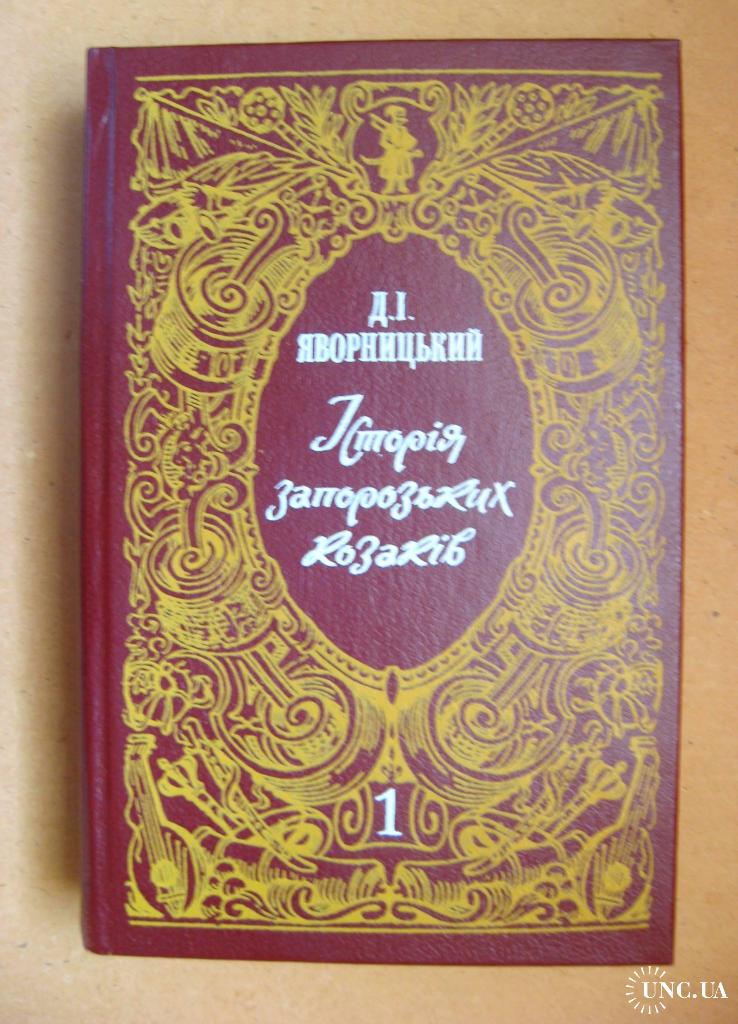 Д.І.
ЯВОРНИЦЬКИЙ
Історія
запорозьких
козаків
1
UNC.UA